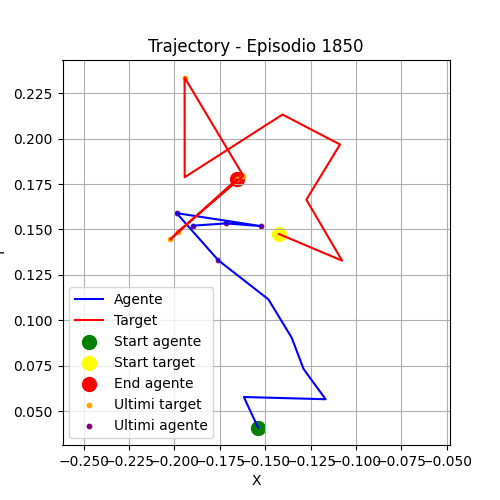 Trajectory - Episodio 1850
0.225
0.200
0.175
0.150
0.125
0.100
0.075
0.050
Agente
Target
Start agente
Start target
End agente
Ultimi target
Ultimi agente
−0.250 −0.225 −0.200 −0.175 −0.150 −0.125 −0.100 −0.075 −0.050
X